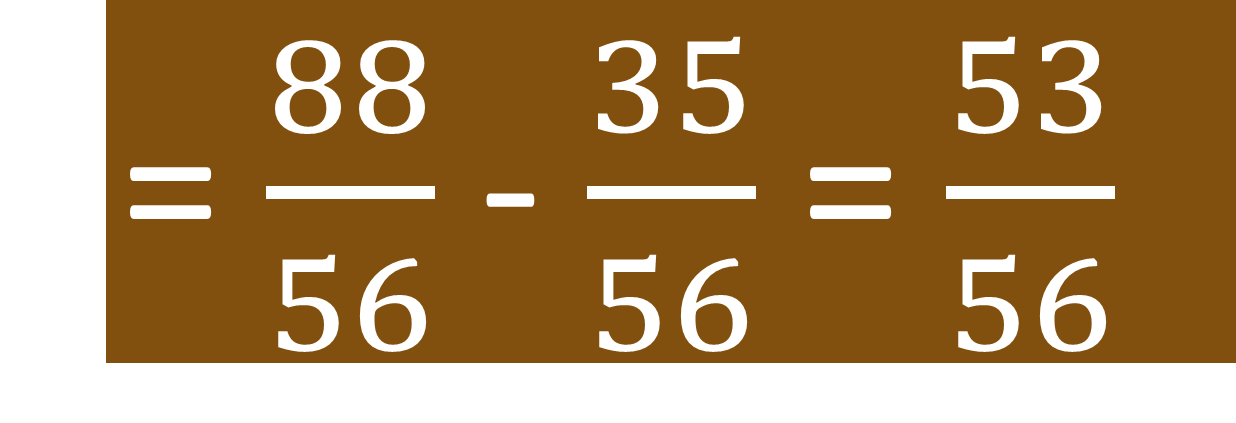 = 88/56 - 35/56 = 53/56